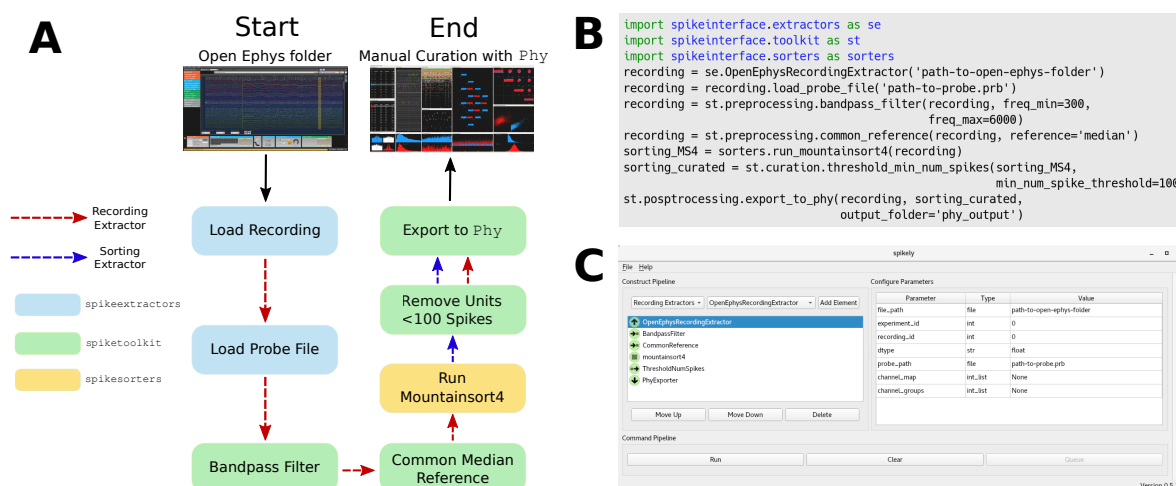 A
Start
Open Ephys folder
End
Manual Curation with Phy
Recording
Extractor
Sorting
Extractor
spikeextractors
spiketoolkit
spikesorters
Load Recording
Load Probe File
Bandpass Filter
Common Median
Reference
Run
Mountainsort4
Remove Units
<100 Spikes
Export to Phy
B
import spikeinterface.extractors as se
import spikeinterface.toolkit as st
import spikeinterface.sorters as sorters
recording = se.OpenEphysRecordingExtractor('path-to-open-ephys-folder')
recording = recording.load_probe_file('path-to-probe.prb')
recording = st.preprocessing.bandpass_filter(recording, freq_min=300,
freq_max=6000)
recording = st.preprocessing.common_reference(recording, reference='median')
sorting_MS4 = sorters.run_mountainsort4(recording)
sorting_curated = st.curation.threshold_min_num_spikes(sorting_MS4,
min_num_spike_threshold=100
st.posptrocessing.export_to_phy(recording, sorting_curated,
output_folder='phy_output')
C
spikely
File Help
Construct Pipeline
Recording Extractors OpenEphysRecordingExtractor Add Element
OpenEphysRecordingExtractor
BandpassFilter
CommonReference
mountainsort4
ThresholdNumSpikes
PhyExporter
Move Up Move Down Delete
Configure Parameters
Parameter Type Value
file_path file path-to-open-ephys-folder
experiment_id int 0
recording_id int 0
dtype str float
probe_path file path-to-probe.prb
channel_map int_list None
channel_groups int_list None
Command Pipeline
Run Clear Queue
Version 0.5